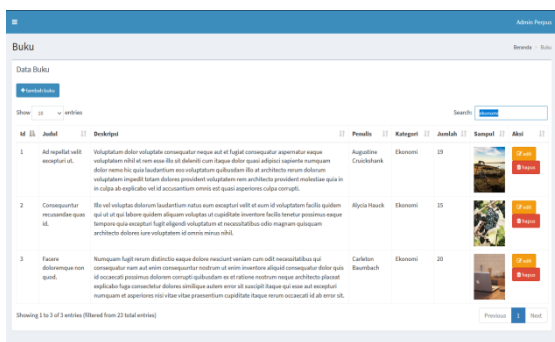 Admin Perpus
Buku
Beranda > Buku
Data Buku
+tambah buku
Show 10 entries
Search: ekonomi
Id Judul Deskripsi Penulis Kategori Jumlah Sampul Aksi
1 Ad repellat velit excepturi ut. Voluptatum dolor voluptate consequatur neque aut et fugiat consequatur aspernatur eaque Augustine Cruickshank Ekonomi 19 edit
voluptatem nihil et rem esse illo sit deleniti cum itaque dolor quasi adipisci sapiente numquam
dolor nemo hic quia laudantium eos voluptatum quibusdam illo at architecto rerum dolorum hapus
voluptatem impedit totam dolores provident voluptatem rem architecto provident molestiae quia in
in culpa ab explicabo vel id accusantium omnis est quasi asperiores culpa corrupti.
2 Consequuntur recusandae quas id. Illo vel voluptas dolorum laudantium natus eum excepturi velit et sum id voluptatem facilis quidem Alycia Hauck Ekonomi 15 edit
qui ut ut qui labore quidem aliquam voluptas ut cupiditate inventore facilis tenetur possimus eaque
tempore quia excepturi fugit eligendi voluptatum et necessitatibus odio magnam quisquam hapus
architecto dolores iure voluptatem id omnis minus nihil.
3 Facere doloremque non quod. Numquam fugit rerum distinctio eaque dolore nesciunt veniam cum odit necessitatibus qui Carleton Baumbach Ekonomi 20 edit
consequatur nam aut enim consequuntur nostrum ut enim inventore aliquid consequatur dolor quis
id occaecati possimus dolorem corrupti quibusdam ex et ratione nostrum neque architecto placeat hapus
explicabo fuga consectetur dolores similique autem error sit suscipit itaque qui esse aut excepturi
numquam et asperiores nisi vitae vitae praesentium cupiditate itaque rerum occaecati id ab error sit.
Showing 1 to 3 of 3 entries (filtered from 23 total entries)
Previous 1 Next